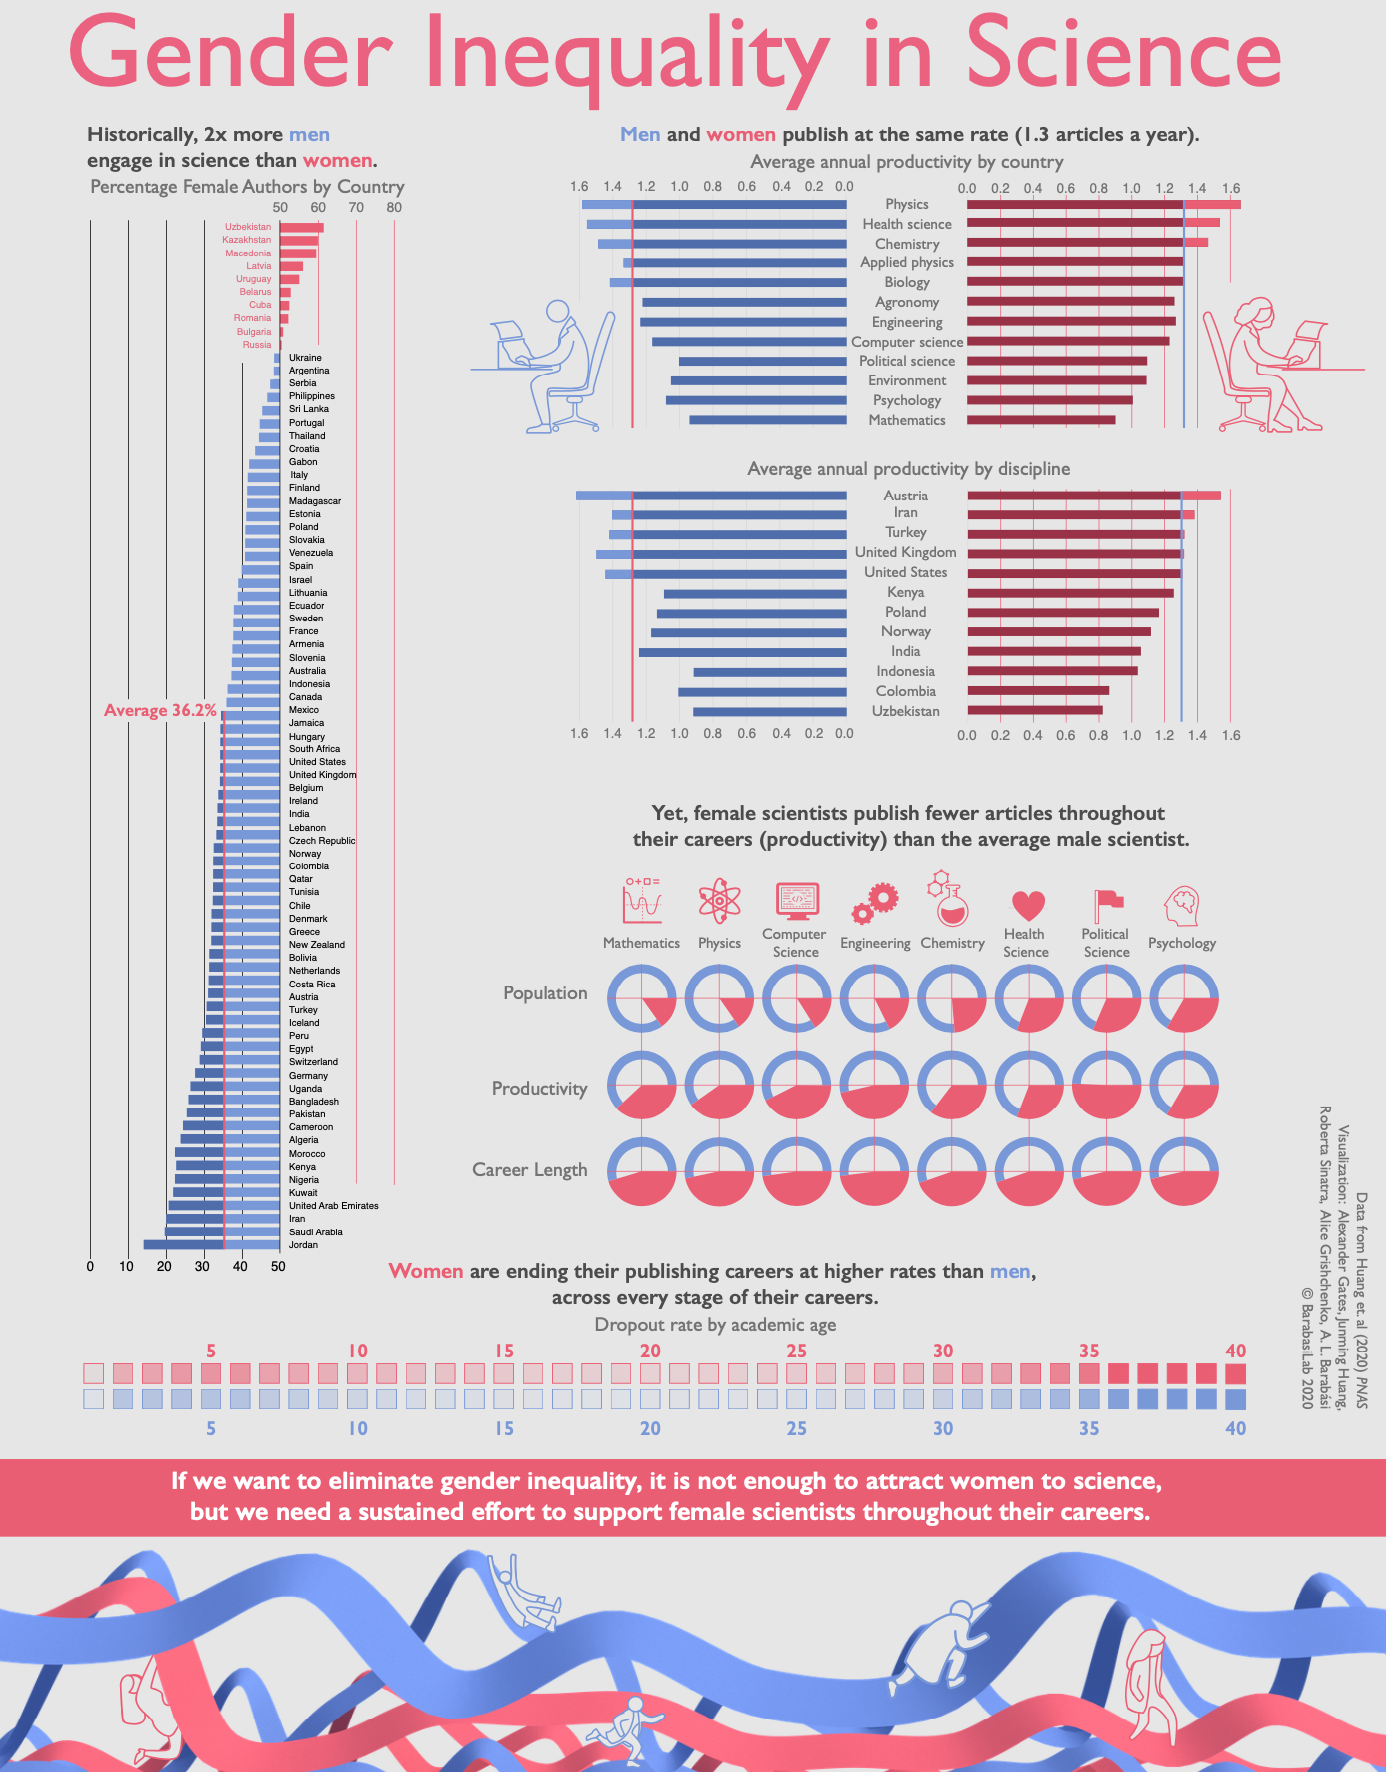 Gender Inequality in Science
Historically, 2x more men
engage in science than women.
Percentage Female Authors by Country
50 60 70 80
Uzbekistan
Kazakhstan
Macedonia
Latvia
Uruguay
Belarus
Cuba
Romania
Bulgaria
Russia
Ukraine
Argentina
Serbia
Philippines
Sri Lanka
Portugal
Thailand
Croatia
Gabon
Italy
Finland
Madagascar
Estonia
Poland
Slovakia
Venezuela
Spain
Israel
Lithuania
Ecuador
Sweden
France
Armenia
Slovenia
Australia
Indonesia
Canada
Average 36.2%
Mexico
Jamaica
Hungary
South Africa
United States
United Kingdom
Belgium
Ireland
India
Lebanon
Czech Republic
Norway
Colombia
Qatar
Tunisia
Chile
Denmark
Greece
New Zealand
Bolivia
Netherlands
Costa Rica
Austria
Turkey
Iceland
Peru
Egypt
Switzerland
Germany
Uganda
Bangladesh
Pakistan
Cameroon
Algeria
Morocco
Kenya
Nigeria
Kuwait
United Arab Emirates
Iran
Saudi Arabia
Jordan
0 10 20 30 40 50
Men and women publish at the same rate (1.3 articles a year).
Average annual productivity by country
1.6 1.4 1.2 1.0 0.8 0.6 0.4 0.2 0.0
0.0 0.2 0.4 0.6 0.8 1.0 1.2 1.4 1.6
Physics
Health science
Chemistry
Applied physics
Biology
Agronomy
Engineering
Computer science
Political science
Environment
Psychology
Mathematics
Average annual productivity by discipline
Austria
Iran
Turkey
United Kingdom
United States
Kenya
Poland
Norway
India
Indonesia
Colombia
Uzbekistan
1.6 1.4 1.2 1.0 0.8 0.6 0.4 0.2 0.0
0.0 0.2 0.4 0.6 0.8 1.0 1.2 1.4 1.6
Yet, female scientists publish fewer articles throughout
their careers (productivity) than the average male scientist.
Mathematics
Physics
Computer
Science
Engineering
Chemistry
Health
Science
Political
Science
Psychology
Population
Productivity
Career Length
Data from Huang et. al (2020) PNAS
Visualization: Alexander Gates, Junming Huang,
Roberta Sinatra, Alice Grishchenko, A. L. Barabási
© BarabasiLab 2020
Women are ending their publishing careers at higher rates than men,
across every stage of their careers.
Dropout rate by academic age
5 10 15 20 25 30 35 40
5 10 15 20 25 30 35 40
If we want to eliminate gender inequality, it is not enough to attract women to science,
but we need a sustained effort to support female scientists throughout their careers.